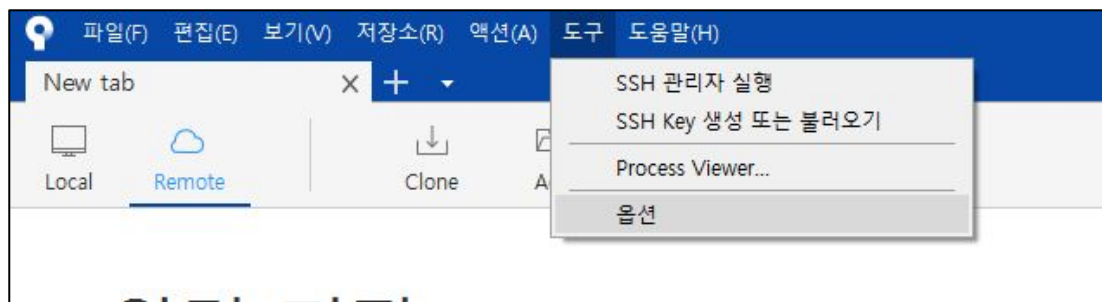 파일(F) 편집(E) 보기(V) 저장소(R) 액션(A) 도구 도움말(H)
New tab
SSH 관리자 실행
SSH Key 생성 또는 불러오기
Process Viewer...
옵션
Local Remote Clone